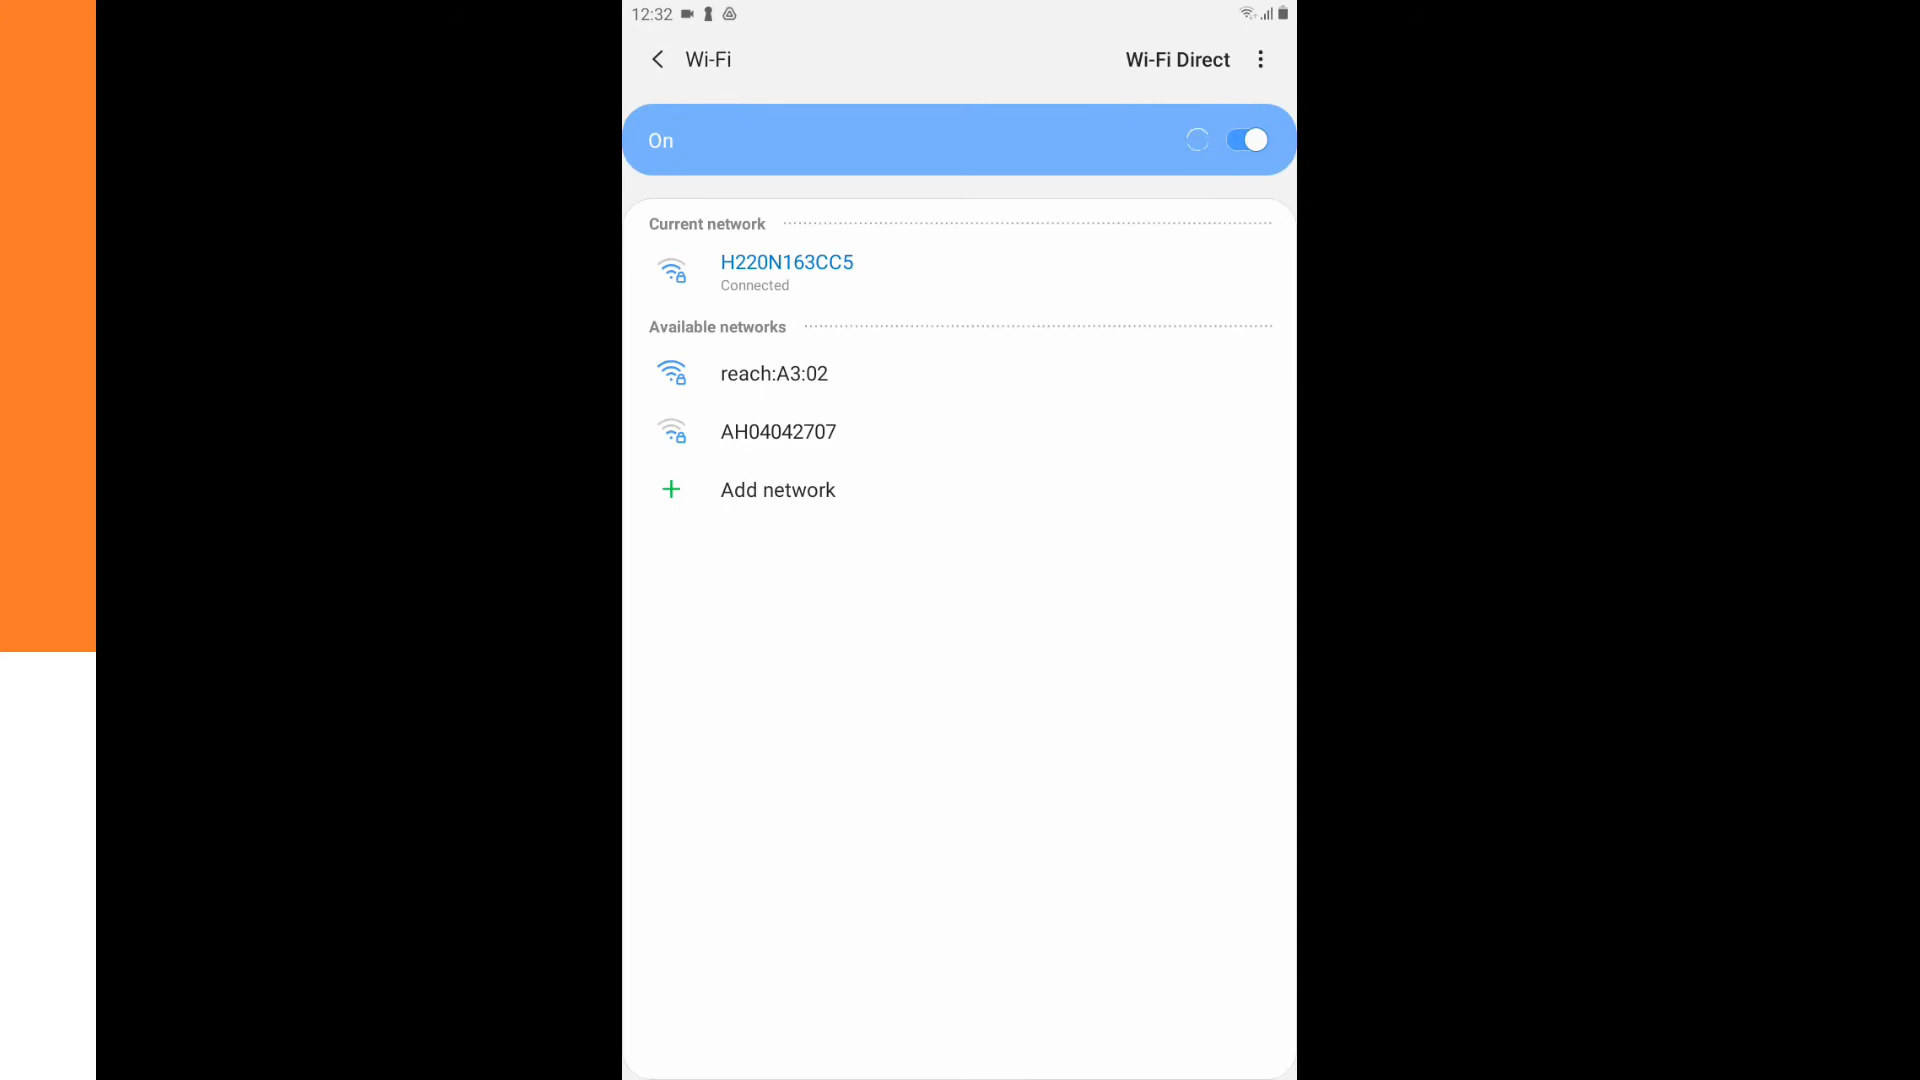 12:32
Wi-Fi
Wi-Fi Direct
On
Current network
H220N163CC5
Connected
Available networks
reach:A3:02
AH04042707
Add network